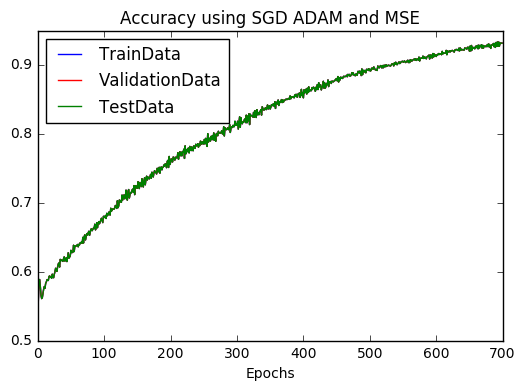 Accuracy using SGD ADAM and MSE
TrainData
ValidationData
TestData
0.9
0.8
0.7
0.6
0.5
0 100 200 300 400 500 600 700
Epochs